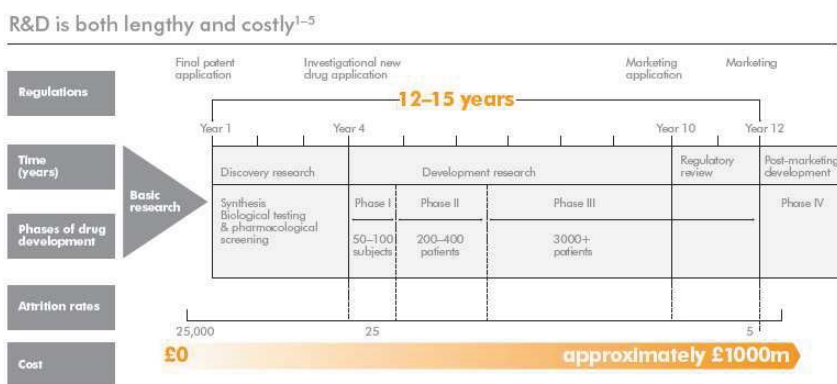 R&D is both lengthy and costly1–5
Final patent
application
Investigational new
drug application
Marketing
application
Marketing
Regulations
12–15 years
Year 1
Year 4
Year 10
Year 12
Time
(years)
Discovery research
Development research
Regulatory
review
Post-marketing
development
Basic
research
Phases of drug
development
Synthesis
Biological testing
& pharmacological
screening
Phase I
Phase II
Phase III
Phase IV
50–100
subjects
200–400
patients
3000+
patients
Attrition rates
25,000
25
5
Cost
£0
approximately £1000m